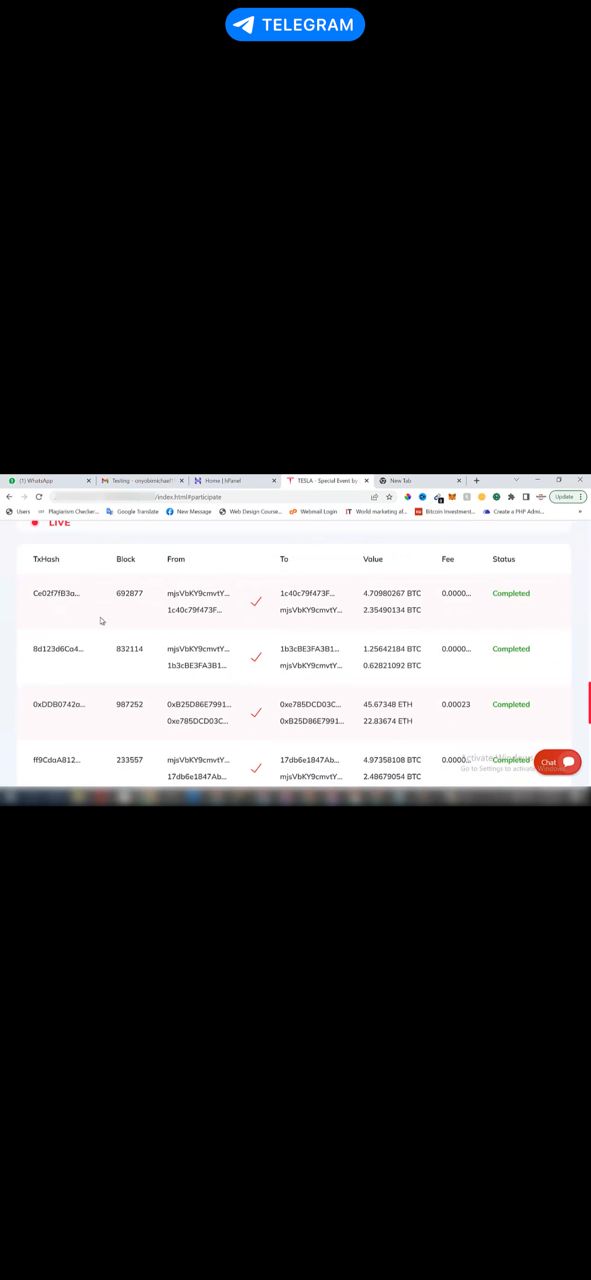 TELEGRAM
(1) WhatsApp
Home | hPanel
TESLA - Special Event by
New Tab
/index.html#participate
Update
Users
Plagiarism Checker...
Google Translate
New Message
Web Design Course...
Webmail Login
World marketing af...
Bitcoin Investment...
Create a PHP Admi...
LIVE
TxHash Block From To Value Fee Status
Ce02f7fB3a... 692877 mjsVbKY9cmvtY... 1c40c79f473F... 4.70980267 BTC 0.0000... Completed
1c40c79f473F... mjsVbKY9cmvtY... 2.35490134 BTC
8d123d6Ca4... 832114 mjsVbKY9cmvtY... 1b3cBE3FA3B1... 1.25642184 BTC 0.0000... Completed
1b3cBE3FA3B1... mjsVbKY9cmvtY... 0.62821092 BTC
0xDDB0742a... 987252 0xB25D86E7991... 0xe785DCD03C... 45.67348 ETH 0.00023 Completed
0xe785DCD03C... 0xB25D86E7991... 22.83674 ETH
ff9CdaA812... 233557 mjsVbKY9cmvtY... 17db6e1847Ab... 4.97358108 BTC 0.0000... Completed
17db6e1847Ab... mjsVbKY9cmvtY... 2.48679054 BTC
Activate Windows
Go to Settings to activate Windows.
Chat